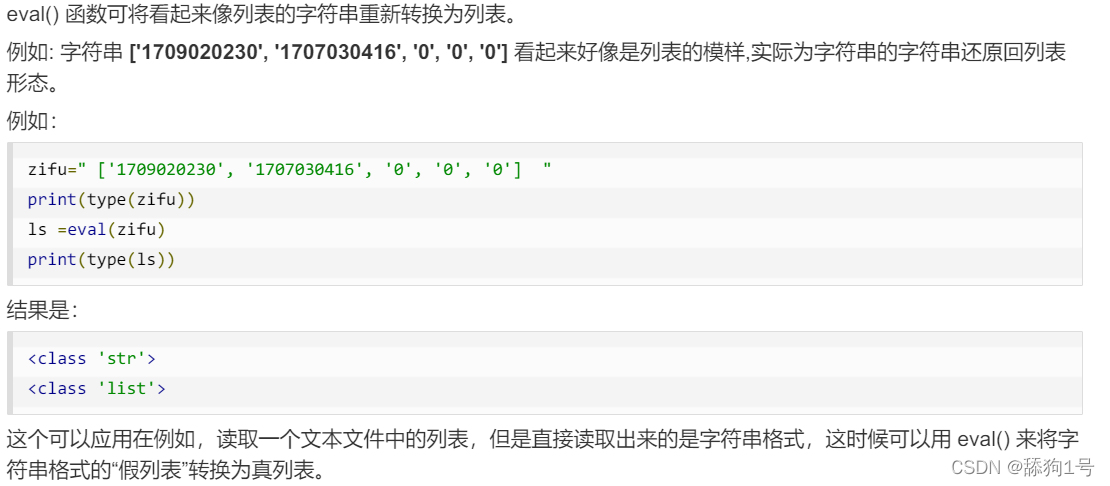 eval() 函数可将看起来像列表的字符串重新转换为列表。
例如: 字符串 ['1709020230', '1707030416', '0', '0', '0'] 看起来好像是列表的模样,实际为字符串的字符串还原回列表
形态。
例如：
zifu=" ['1709020230', '1707030416', '0', '0', '0']  "
print(type(zifu))
ls =eval(zifu)
print(type(ls))
结果是：
<class 'str'>
<class 'list'>
这个可以应用在例如，读取一个文本文件中的列表，但是直接读取出来的是字符串格式，这时候可以用 eval() 来将字
符串格式的“假列表”转换为真列表。
CSDN @舔狗1号